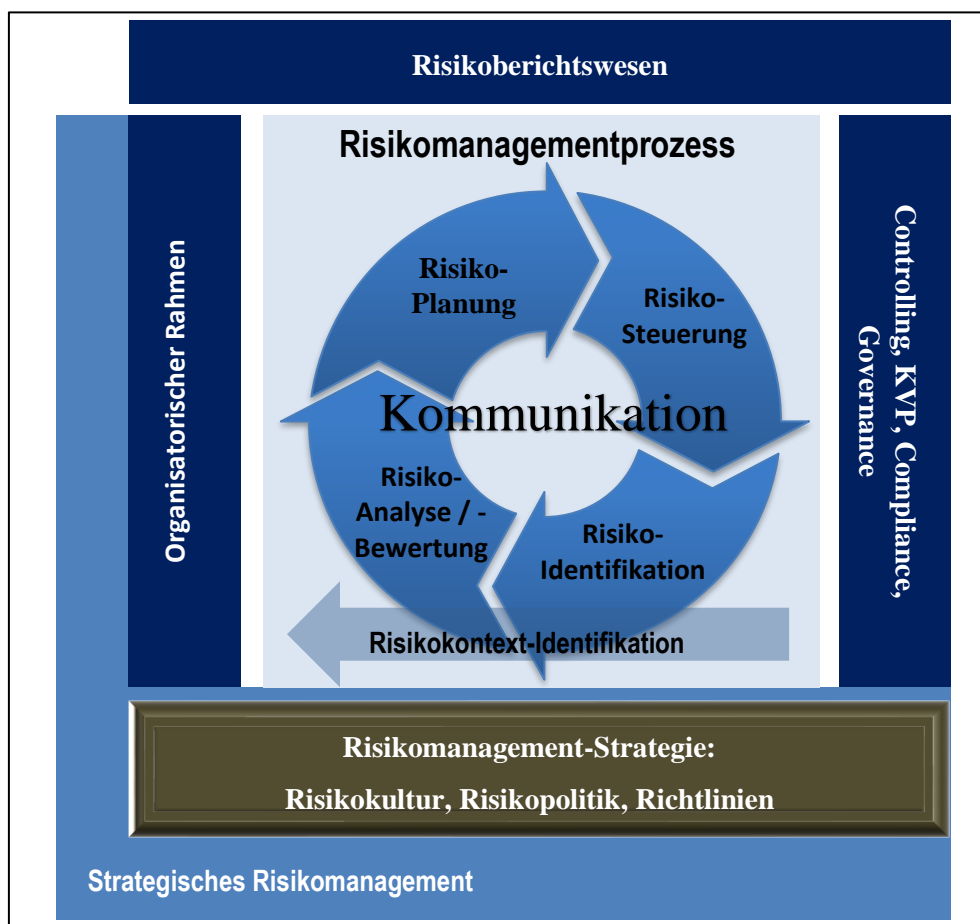 Risikoberichtswesen
Risikomanagementprozess
Organisatorischer Rahmen
Risiko-
Planung
Risiko-
Steuerung
Kommunikation
Risiko-
Analyse / -
Bewertung
Risiko-
Identifikation
Risikokontext-Identifikation
Controlling, KVP, Compliance,
Governance
Risikomanagement-Strategie:
Risikokultur, Risikopolitik, Richtlinien
Strategisches Risikomanagement